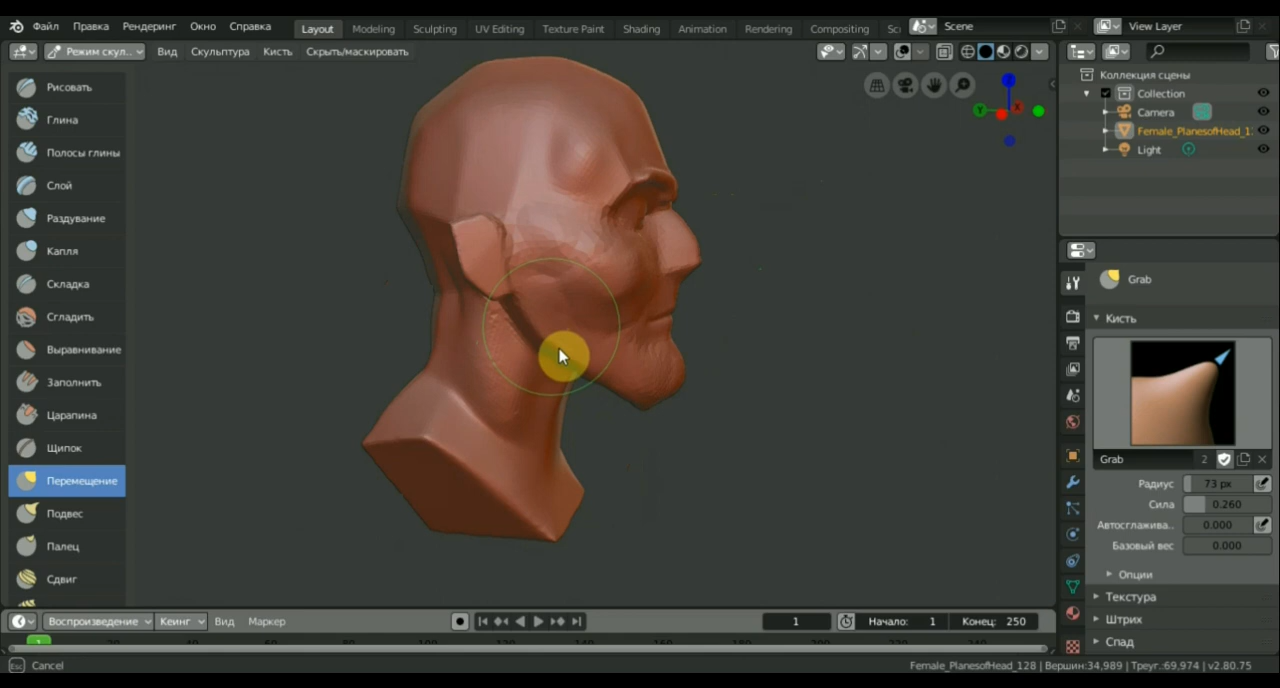 Файл Правка Рендеринг Окно Справка Layout Modeling Sculpting UV Editing Texture Paint Shading Animation Rendering Compositing Sc Scene View Layer
Режим скул.. Вид Скульптура Кисть Скрыть/маскировать
Рисовать
Глина
Полосы глины
Слой
Раздувание
Капля
Складка
Сгладить
Выравнивание
Заполнить
Царапина
Щипок
Перемещение
Подвес
Палец
Сдвиг
Y X
Коллекция сцены
Collection
Camera
Female_PlanesofHead_1
Light
Grab
Кисть
Grab 2
Радиус 73 px
Сила 0.260
Автосглажива.. 0.000
Базовый вес 0.000
Опции
Текстура
Штрих
Спад
Воспроизведение Кеинг Вид Маркер 1 Начало: 1 Конец: 250
1
Esc Cancel Female_PlanesofHead_128 | Вершин:34,989 | Треуг.:69,974 | v2.80.75